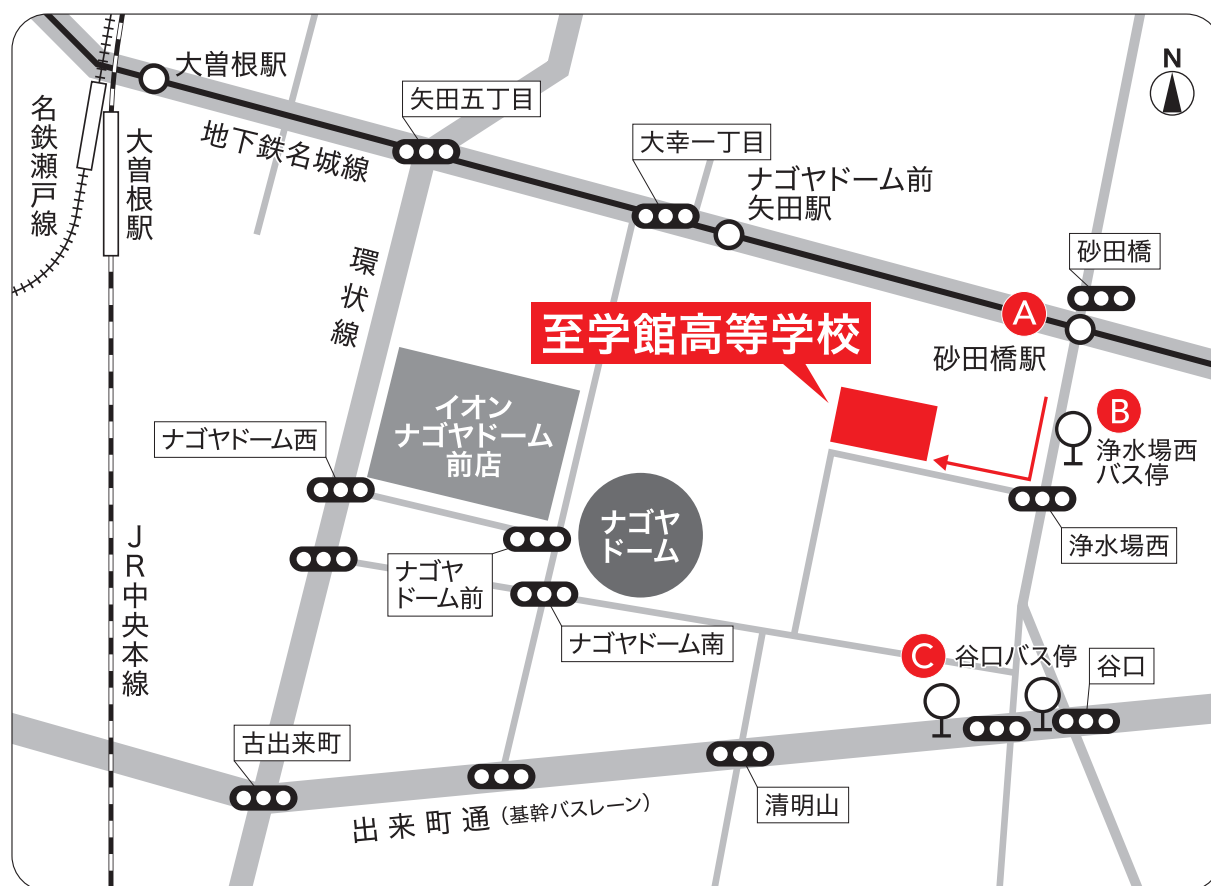 N
大曽根駅
名鉄瀬戸線
大曽根駅
地下鉄名城線
矢田五丁目
大幸一丁目
ナゴヤドーム前
矢田駅
砂田橋
A
砂田橋駅
環状線
至学館高等学校
イオン
ナゴヤドーム
前店
ナゴヤドーム西
B
浄水場西
バス停
ナゴヤ
ドーム
浄水場西
ナゴヤ
ドーム前
ナゴヤドーム南
JR中央本線
C
谷口バス停
谷口
古出来町
清明山
出来町通(基幹バスレーン)